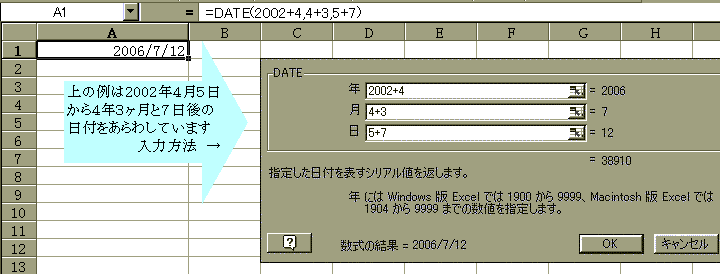 A1 = =DATE(2002+4,4+3,5+7)
A B C D E F G H
1 2006/7/12
2
3
4
5
6
7
8
9
10
11
12
13
上の例は2002年4月5日
から4年3ヶ月と7日後の
日付をあらわしています
入力方法 →
DATE
年 2002+4 = 2006
月 4+3 = 7
日 5+7 = 12
= 38910
指定した日付を表すシリアル値を返します。
年 には Windows 版 Excel では 1900 から 9999、Macintosh 版 Excel では
1904 から 9999 までの数値を指定します。
?
数式の結果 = 2006/7/12
OK
キャンセル